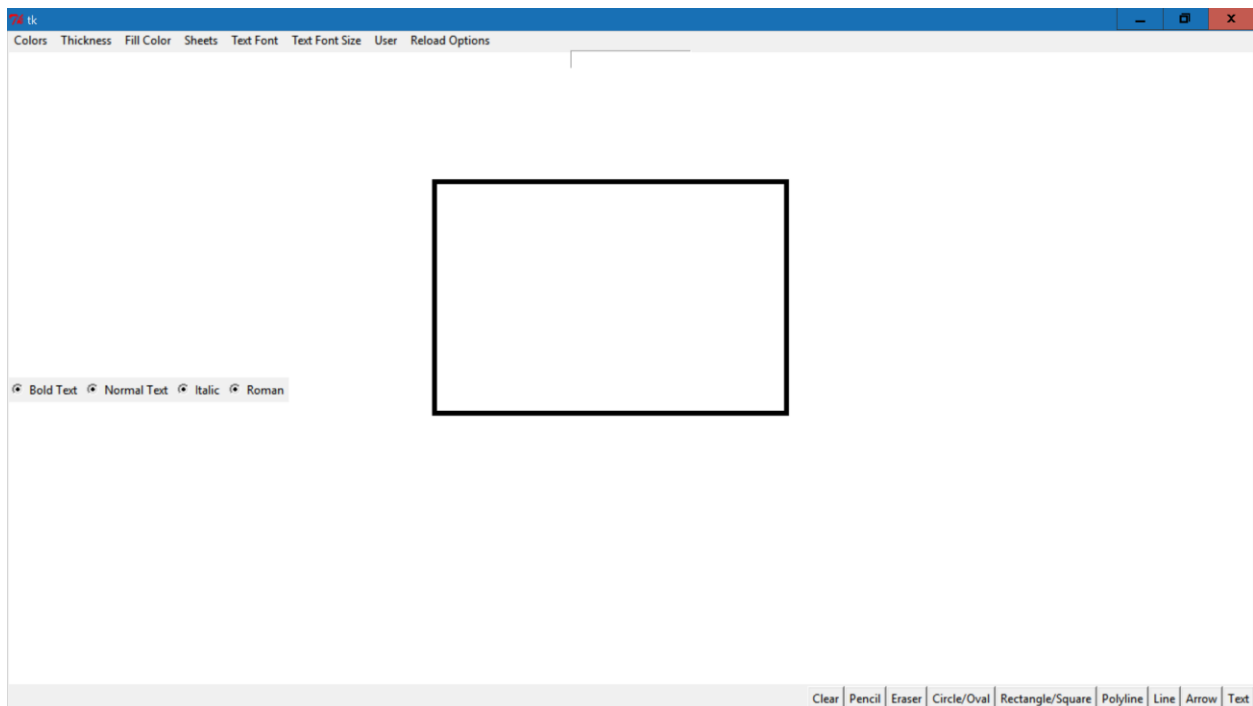 tk
Colors Thickness Fill Color Sheets Text Font Text Font Size User Reload Options
Bold Text Normal Text Italic Roman
Clear Pencil Eraser Circle/Oval Rectangle/Square Polyline Line Arrow Text